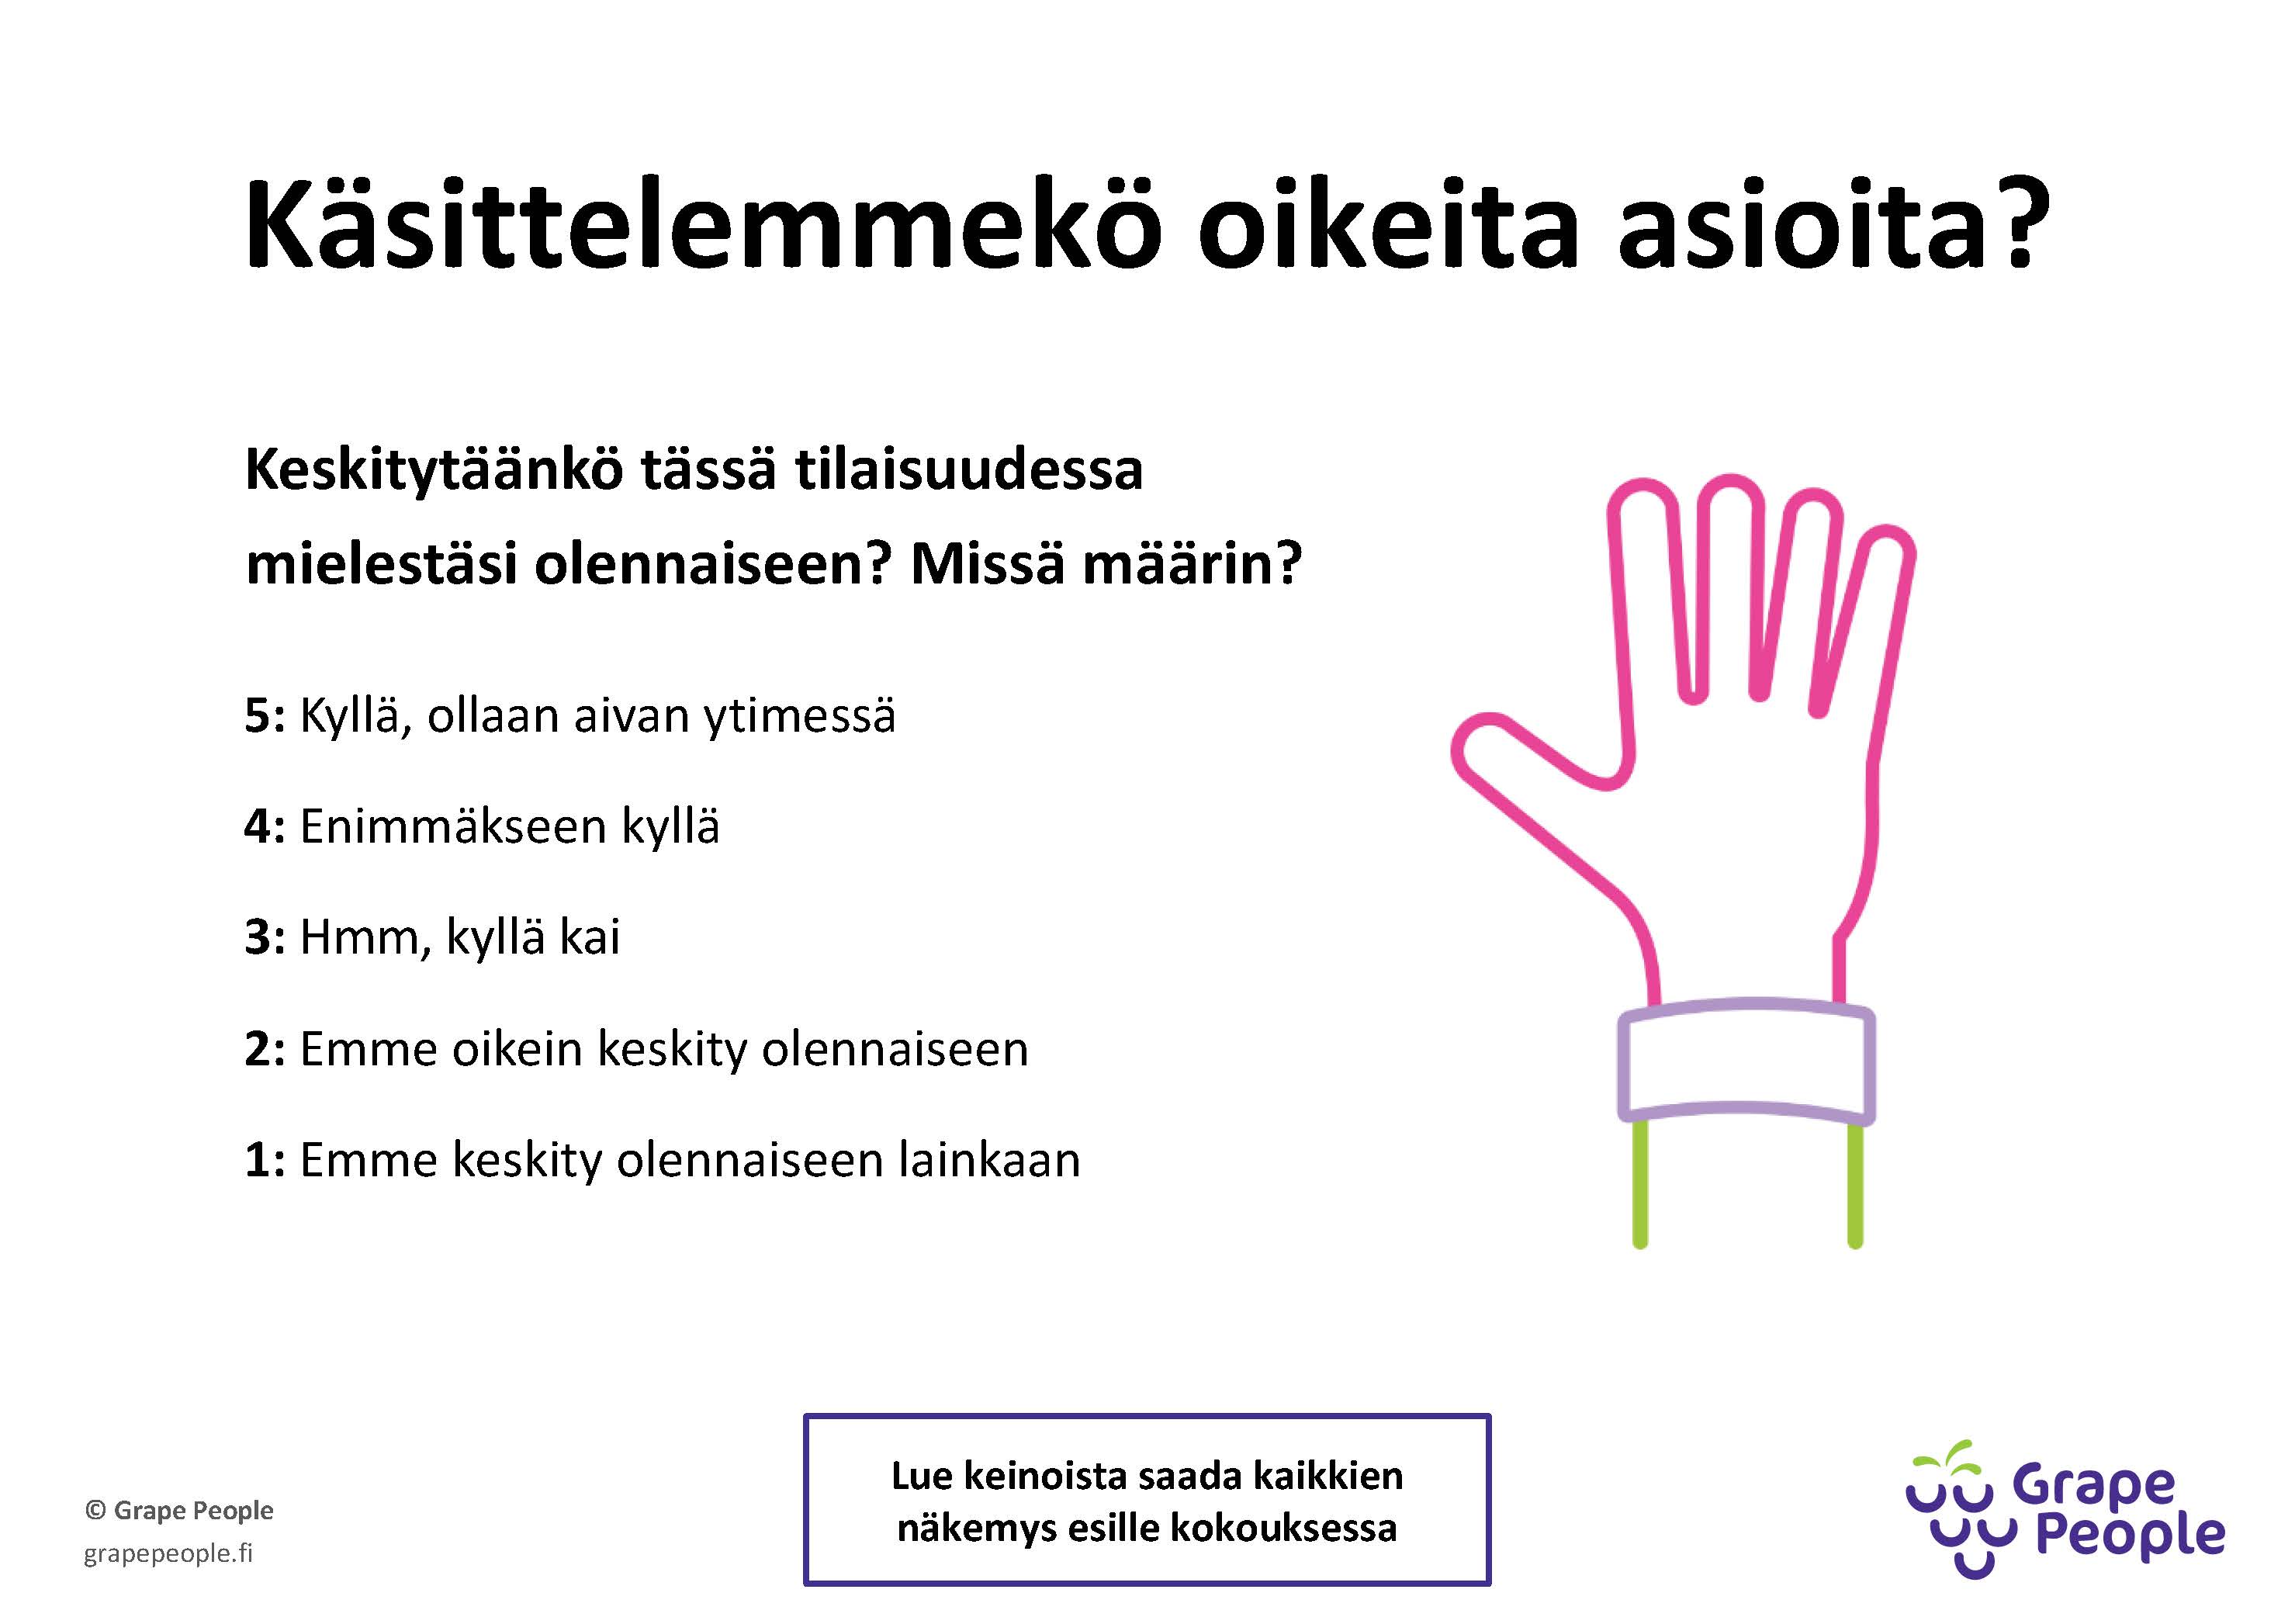 Käsittelemmekö oikeita asioita?
Keskitytäänkö tässä tilaisuudessa
mielestäsi olennaiseen? Missä määrin?
5: Kyllä, ollaan aivan ytimessä
4: Enimmäkseen kyllä
3: Hmm, kyllä kai
2: Emme oikein keskity olennaiseen
1: Emme keskity olennaiseen lainkaan
Lue keinoista saada kaikkien
näkemys esille kokouksessa
© Grape People
grapepeople.fi
Grape
People